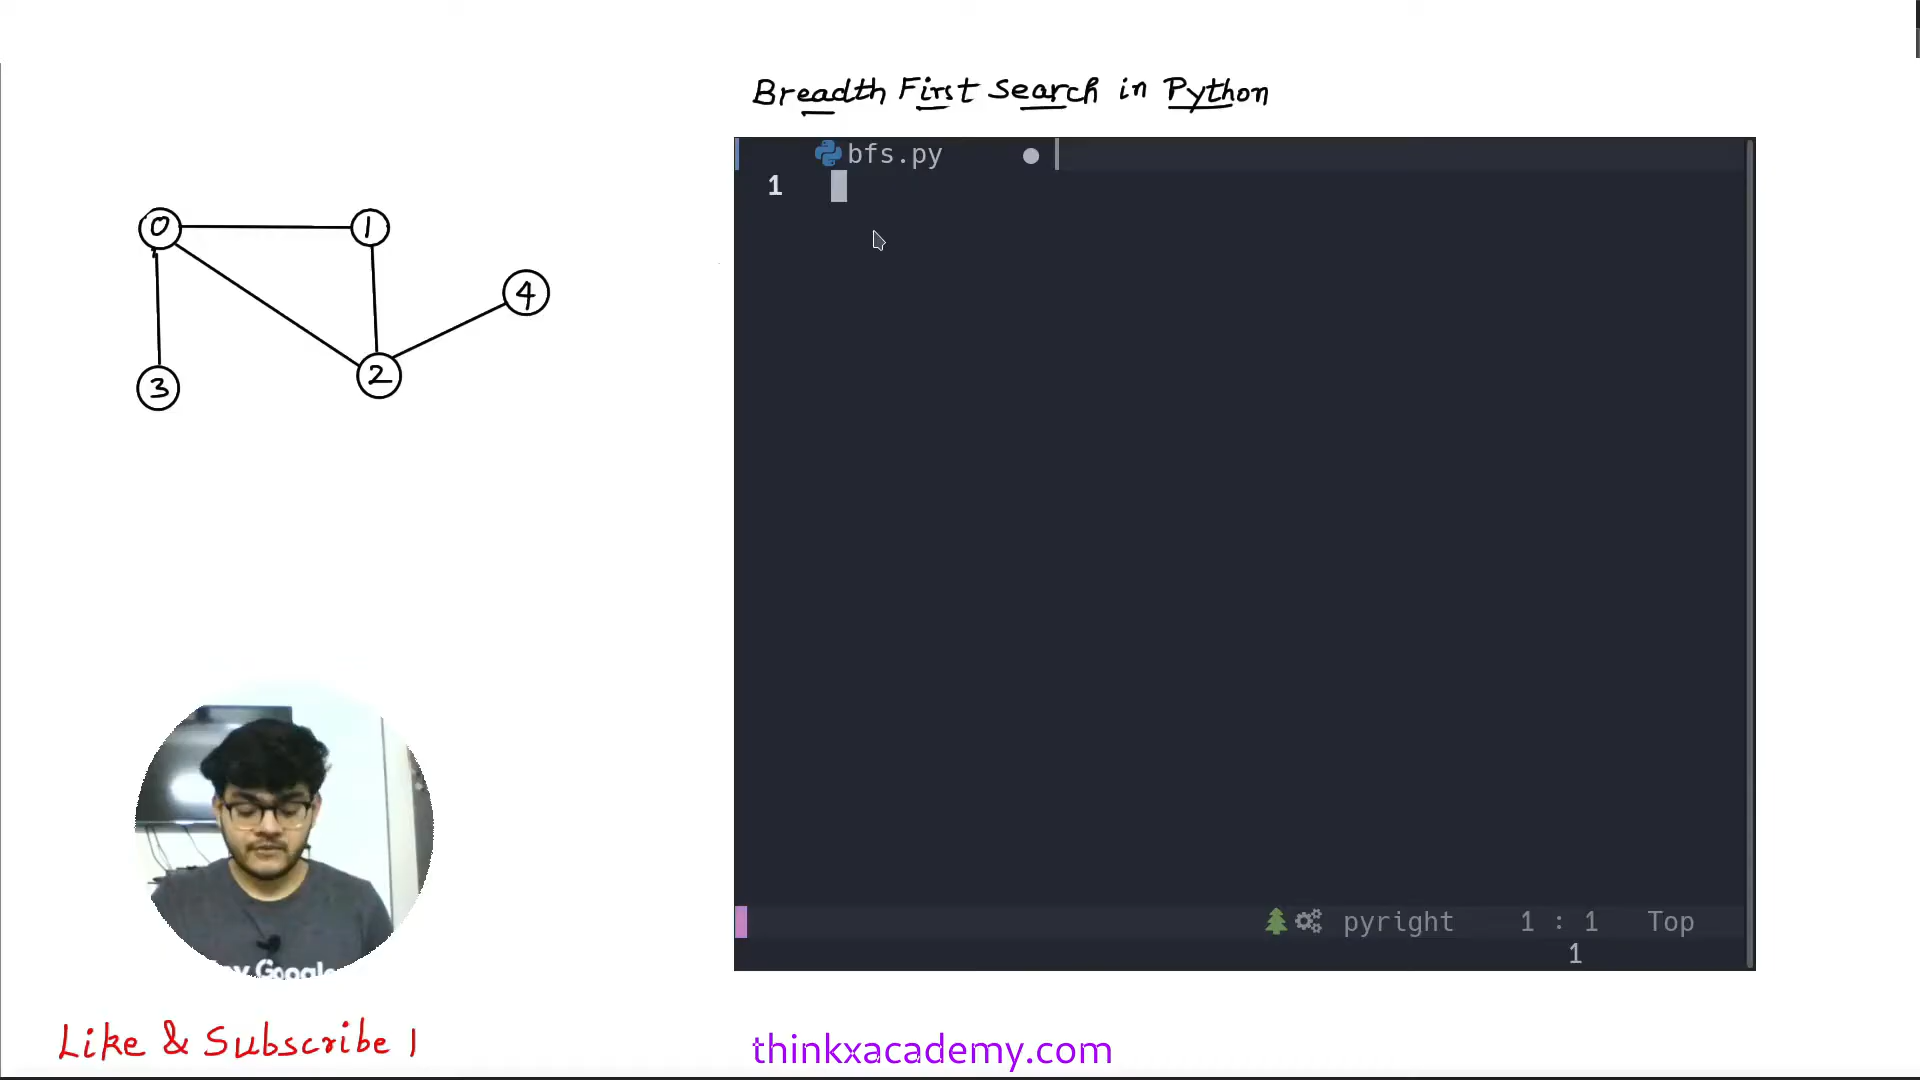 Breadth First Search in Python
bfs.py
1
0
1
4
2
3
pyright 1 : 1 Top
1
Google
Like & Subscribe !
thinkxacademy.com